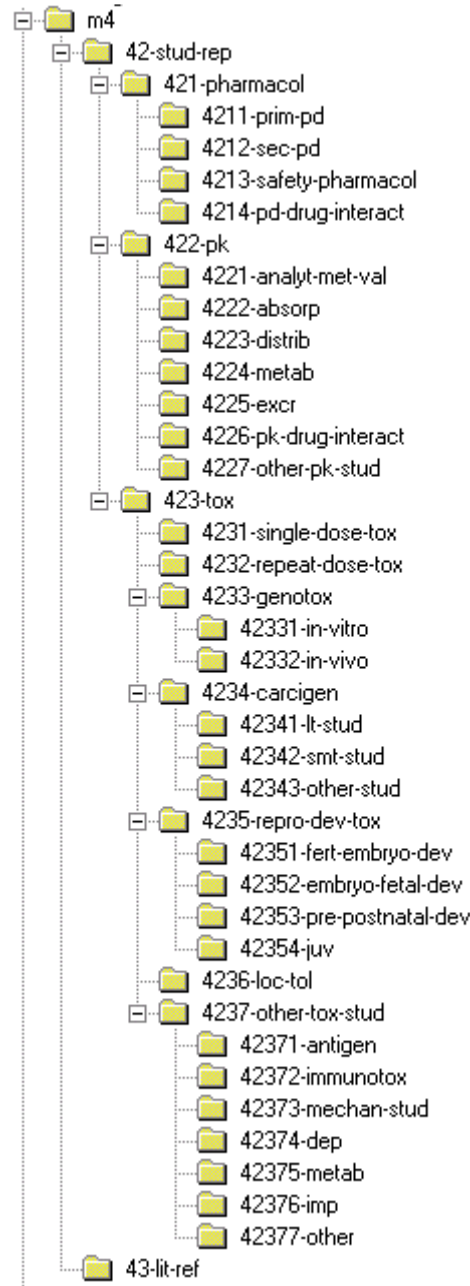 m4
42-stud-rep
421-pharmacol
4211-prim-pd
4212-sec-pd
4213-safety-pharmacol
4214-pd-drug-interact
422-pk
4221-analyt-met-val
4222-absorp
4223-distrib
4224-metab
4225-excr
4226-pk-drug-interact
4227-other-pk-stud
423-tox
4231-single-dose-tox
4232-repeat-dose-tox
4233-genotox
42331-in-vitro
42332-in-vivo
4234-carcigen
42341-lt-stud
42342-smt-stud
42343-other-stud
4235-repro-dev-tox
42351-fert-embryo-dev
42352-embryo-fetal-dev
42353-pre-postnatal-dev
42354-juv
4236-loc-tol
4237-other-tox-stud
42371-antigen
42372-immunotox
42373-mechan-stud
42374-dep
42375-metab
42376-imp
42377-other
43-lit-ref